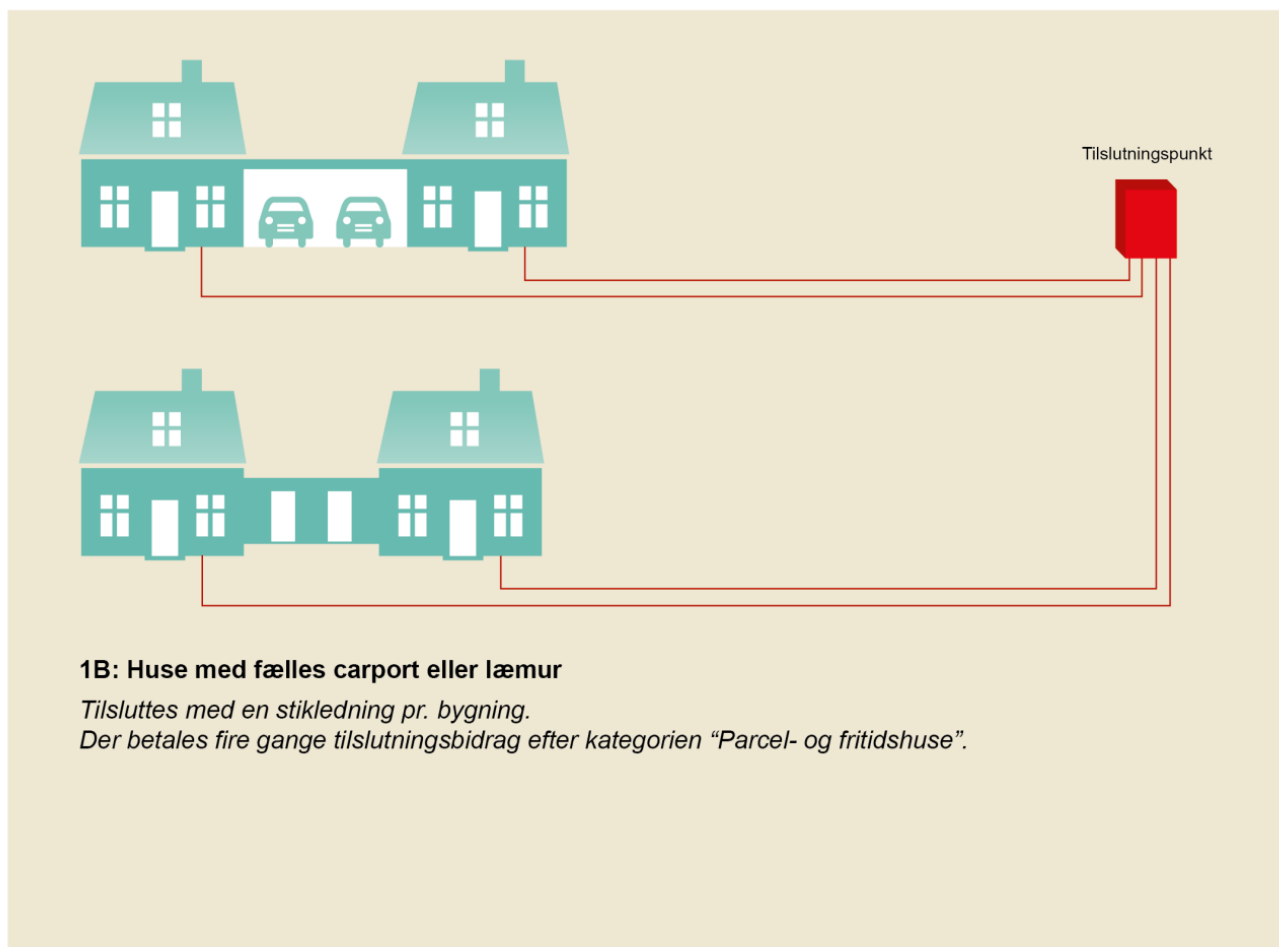 Tilslutningspunkt
1B: Huse med fælles carport eller læmur
Tilsluttes med en stikledning pr. bygning.
Der betales fire gange tilslutningsbidrag efter kategorien “Parcel- og fritidshuse”.